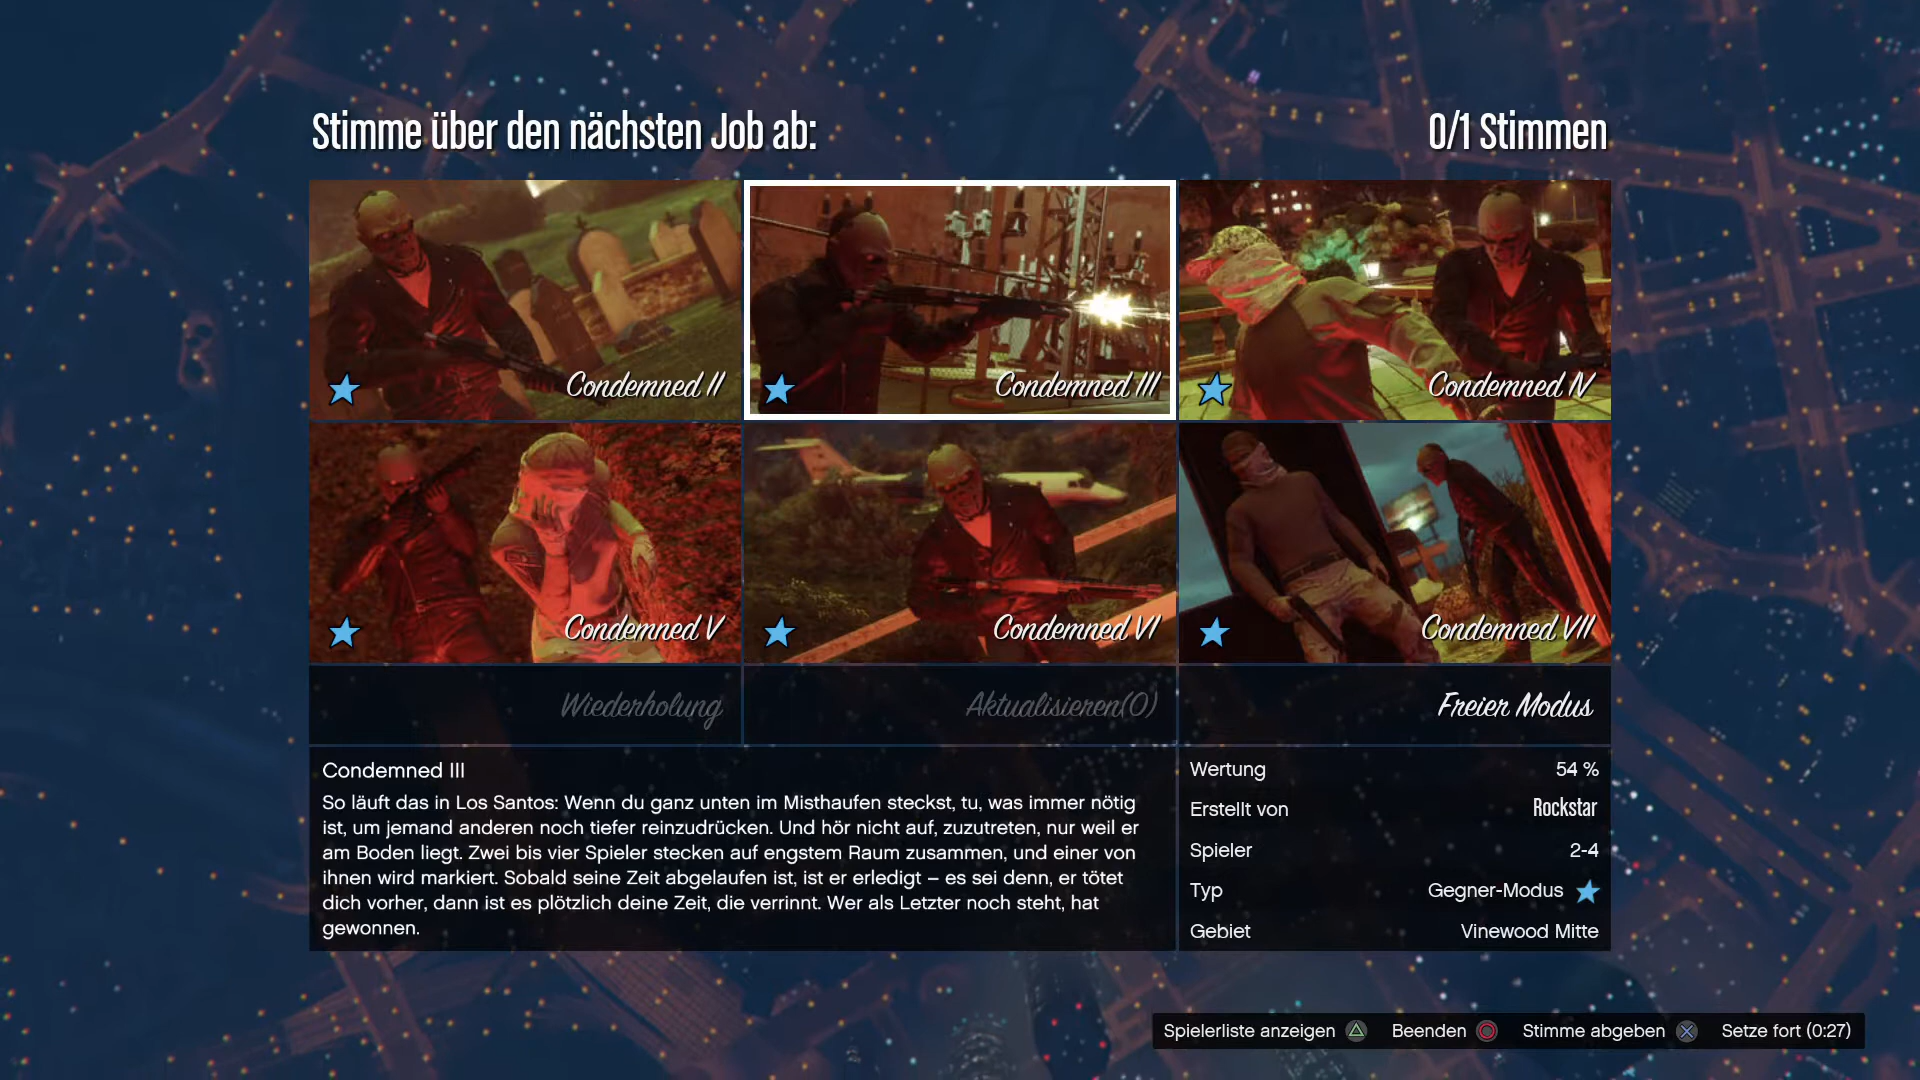 Stimme über den nächsten Job ab:
0/1 Stimmen
Condemned II
Condemned III
Condemned IV
Condemned V
Condemned VI
Condemned VII
Wiederholung
Aktualisieren(0)
Freier Modus
Condemned III
So läuft das in Los Santos: Wenn du ganz unten im Misthaufen steckst, tu, was immer nötig
ist, um jemand anderen noch tiefer reinzudrücken. Und hör nicht auf, zuzutreten, nur weil er
am Boden liegt. Zwei bis vier Spieler stecken auf engstem Raum zusammen, und einer von
ihnen wird markiert. Sobald seine Zeit abgelaufen ist, ist er erledigt – es sei denn, er tötet
dich vorher, dann ist es plötzlich deine Zeit, die verrinnt. Wer als Letzter noch steht, hat
gewonnen.
Wertung 54 %
Erstellt von Rockstar
Spieler 2-4
Typ Gegner-Modus
Gebiet Vinewood Mitte
Spielerliste anzeigen Beenden Stimme abgeben Setze fort (0:27)